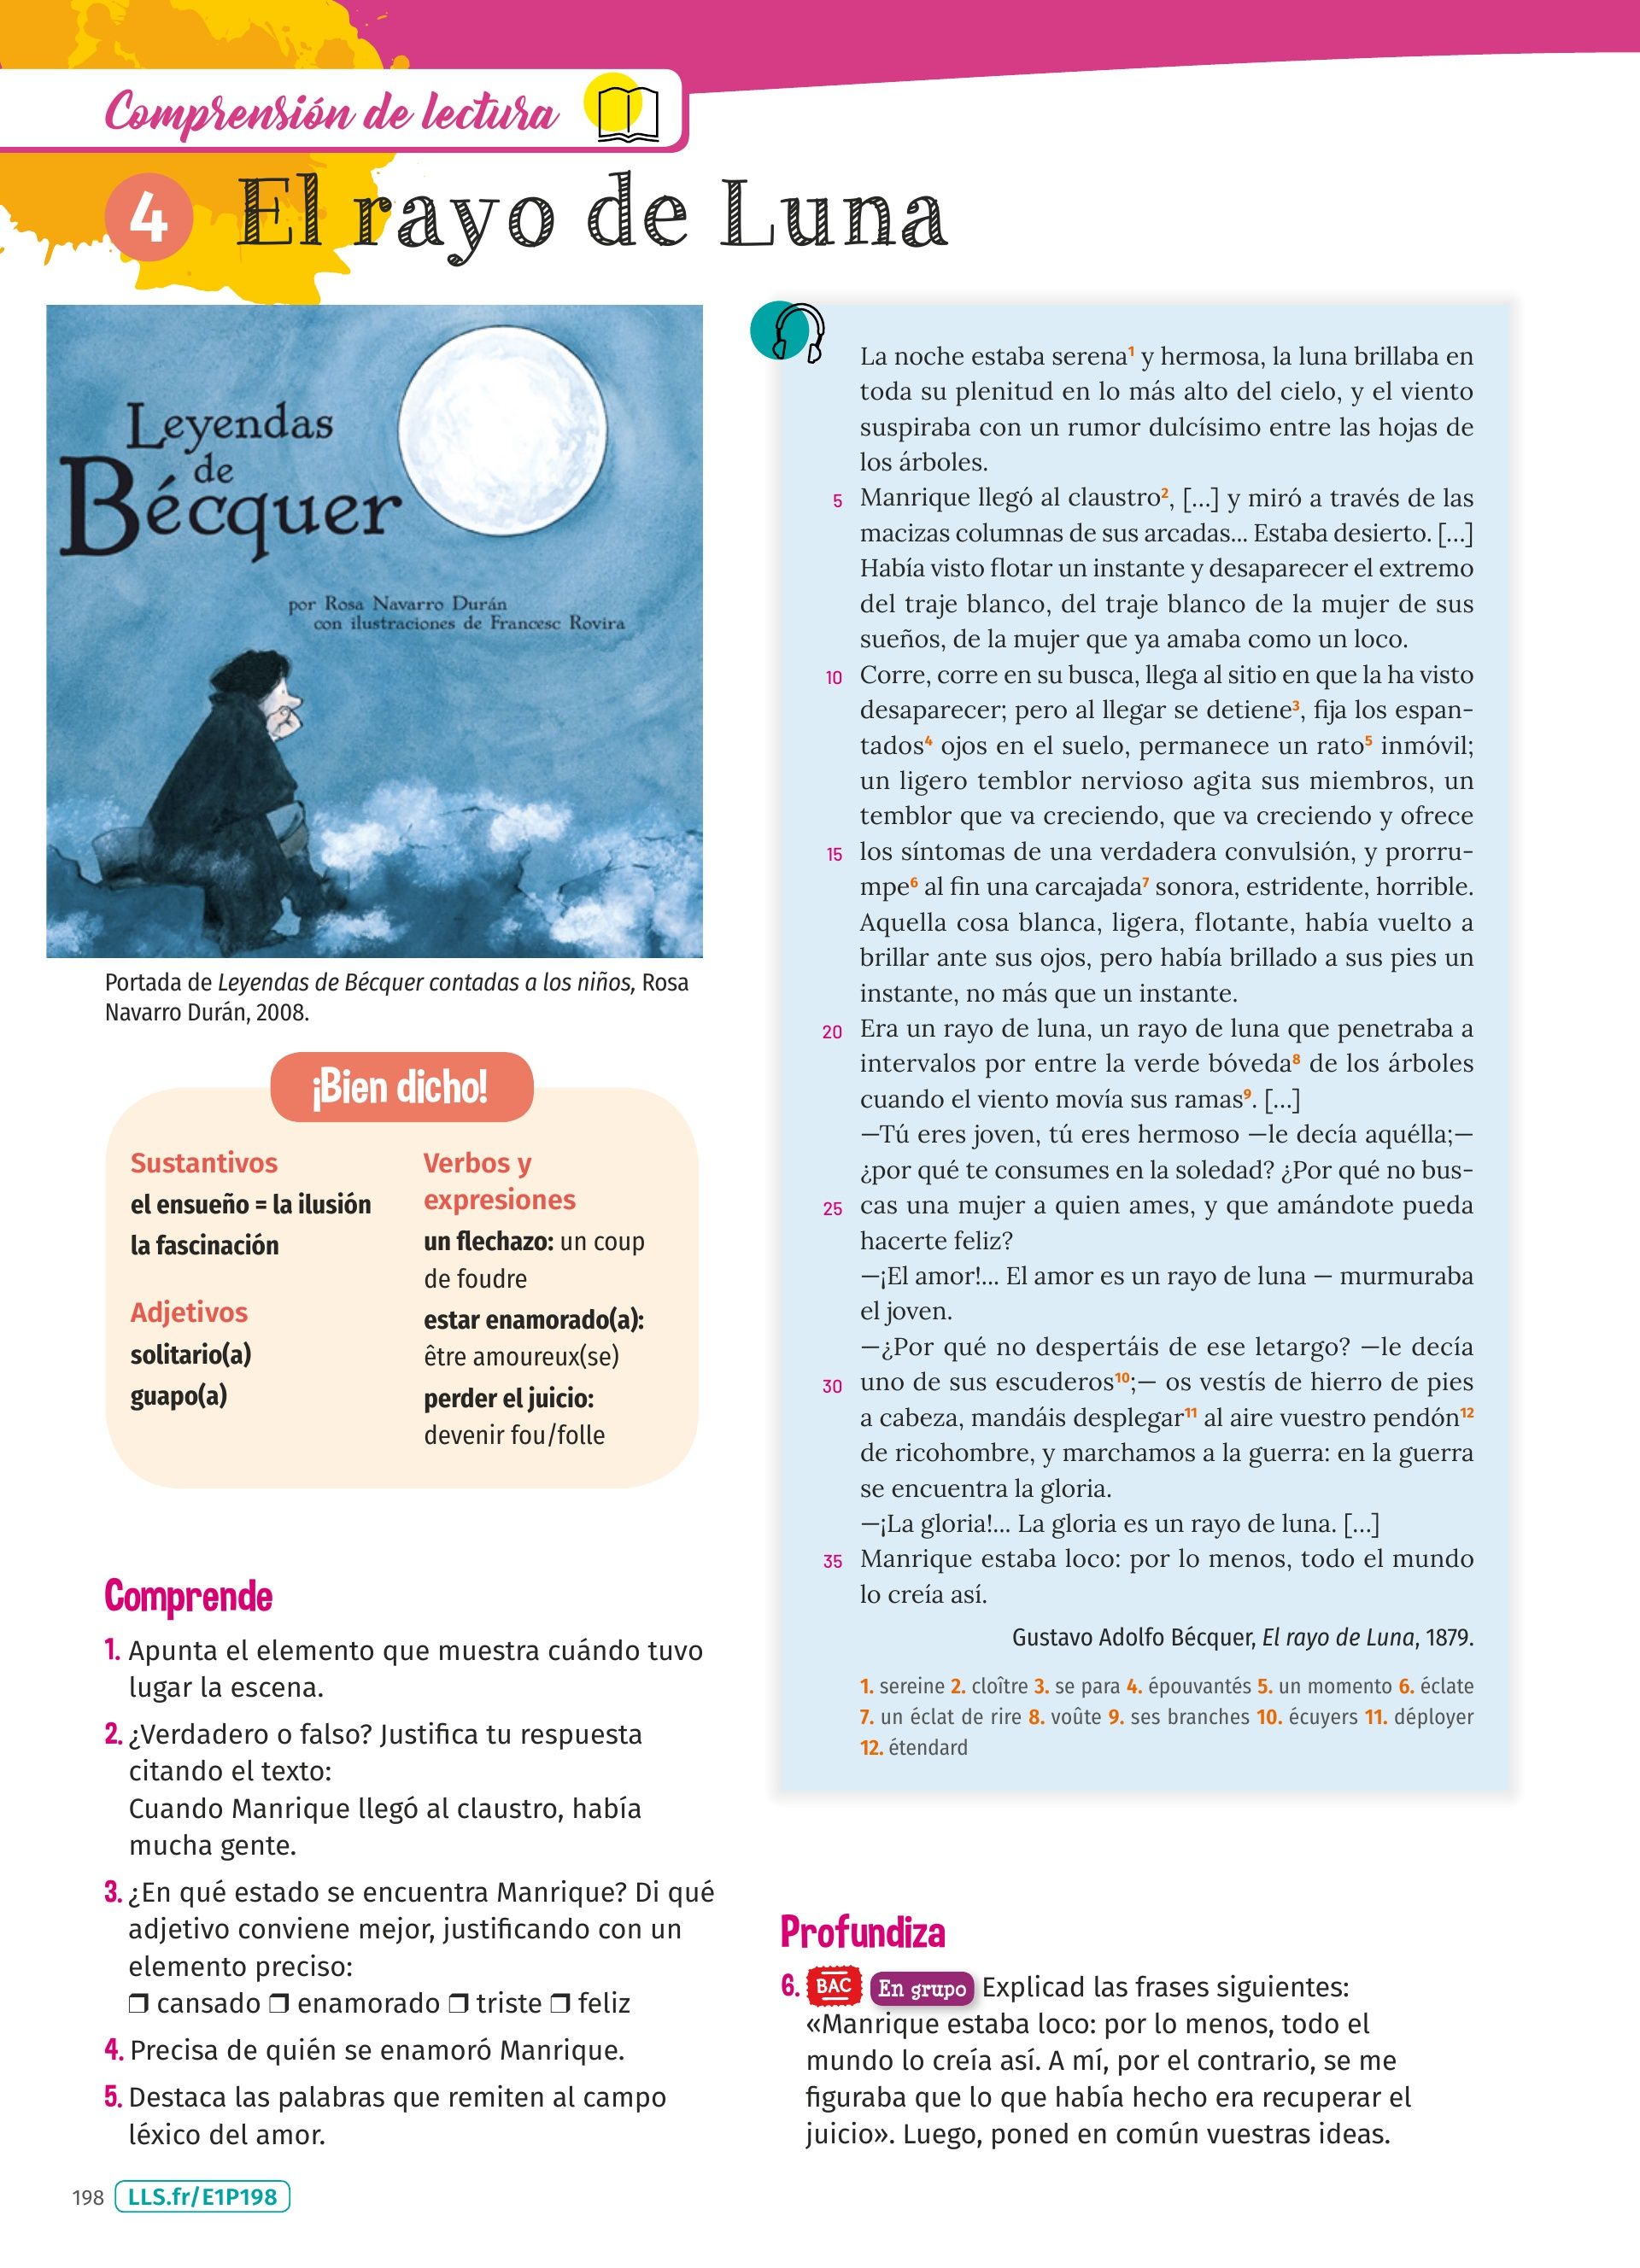 Comprensión de lectura
4 El rayo de Luna
Leyendas
de
Bécquer
por Rosa Navarro Durán
con ilustraciones de Francesc Rovira
Portada de Leyendas de Bécquer contadas a los niños, Rosa
Navarro Durán, 2008.
¡Bien dicho!
Sustantivos
el ensueño = la ilusión
la fascinación
Adjetivos
solitario(a)
guapo(a)
Verbos y
expresiones
un flechazo: un coup
de foudre
estar enamorado(a):
être amoureux(se)
perder el juicio:
devenir fou/folle
Comprende
1. Apunta el elemento que muestra cuándo tuvo
lugar la escena.
2. ¿Verdadero o falso? Justifica tu respuesta
citando el texto:
Cuando Manrique llegó al claustro, había
mucha gente.
3. ¿En qué estado se encuentra Manrique? Di qué
adjetivo conviene mejor, justificando con un
elemento preciso:
❒ cansado ❒ enamorado ❒ triste ❒ feliz
4. Precisa de quién se enamoró Manrique.
5. Destaca las palabras que remiten al campo
léxico del amor.
La noche estaba serena1 y hermosa, la luna brillaba en
toda su plenitud en lo más alto del cielo, y el viento
suspiraba con un rumor dulcísimo entre las hojas de
los árboles.
5 Manrique llegó al claustro2, [...] y miró a través de las
macizas columnas de sus arcadas... Estaba desierto. [...]
Había visto flotar un instante y desaparecer el extremo
del traje blanco, del traje blanco de la mujer de sus
sueños, de la mujer que ya amaba como un loco.
10 Corre, corre en su busca, llega al sitio en que la ha visto
desaparecer; pero al llegar se detiene3, fija los espan-
tados4 ojos en el suelo, permanece un rato5 inmóvil;
un ligero temblor nervioso agita sus miembros, un
temblor que va creciendo, que va creciendo y ofrece
15 los síntomas de una verdadera convulsión, y prorru-
mpe6 al fin una carcajada7 sonora, estridente, horrible.
Aquella cosa blanca, ligera, flotante, había vuelto a
brillar ante sus ojos, pero había brillado a sus pies un
instante, no más que un instante.
20 Era un rayo de luna, un rayo de luna que penetraba a
intervalos por entre la verde bóveda8 de los árboles
cuando el viento movía sus ramas9. [...]
—Tú eres joven, tú eres hermoso —le decía aquélla;—
¿por qué te consumes en la soledad? ¿Por qué no bus-
25 cas una mujer a quien ames, y que amándote pueda
hacerte feliz?
—¡El amor!... El amor es un rayo de luna — murmuraba
el joven.
—¿Por qué no despertáis de ese letargo? —le decía
30 uno de sus escuderos10;— os vestís de hierro de pies
a cabeza, mandáis desplegar11 al aire vuestro pendón12
de ricohombre, y marchamos a la guerra: en la guerra
se encuentra la gloria.
—¡La gloria!... La gloria es un rayo de luna. [...]
35 Manrique estaba loco: por lo menos, todo el mundo
lo creía así.
Gustavo Adolfo Bécquer, El rayo de Luna, 1879.
1. sereine 2. cloître 3. se para 4. épouvantés 5. un momento 6. éclate
7. un éclat de rire 8. voûte 9. ses branches 10. écuyers 11. déployer
12. étendard
Profundiza
6. BAC En grupo Explicad las frases siguientes:
«Manrique estaba loco: por lo menos, todo el
mundo lo creía así. A mí, por el contrario, se me
figuraba que lo que había hecho era recuperar el
juicio». Luego, poned en común vuestras ideas.
198 LLS.fr/E1P198